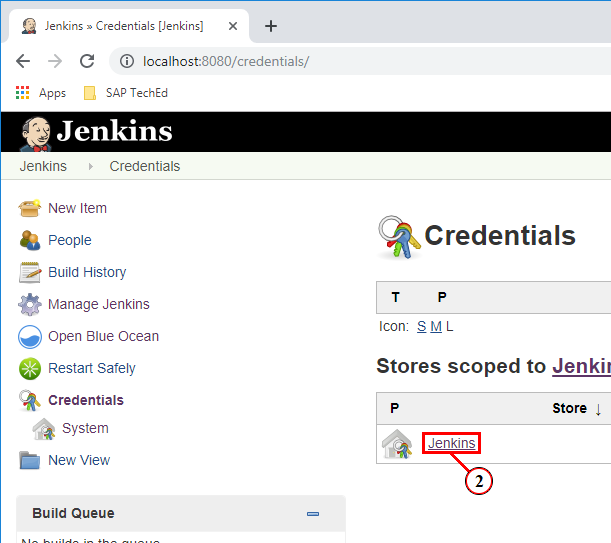 Jenkins » Credentials [Jenkins]
localhost:8080/credentials/
Apps SAP TechEd
Jenkins
Jenkins Credentials
New Item
People
Build History
Manage Jenkins
Open Blue Ocean
Restart Safely
Credentials
System
New View
Build Queue
No builds in the queue.
Credentials
T P
Icon: S M L
Stores scoped to Jenkin
P Store ↓
Jenkins
2